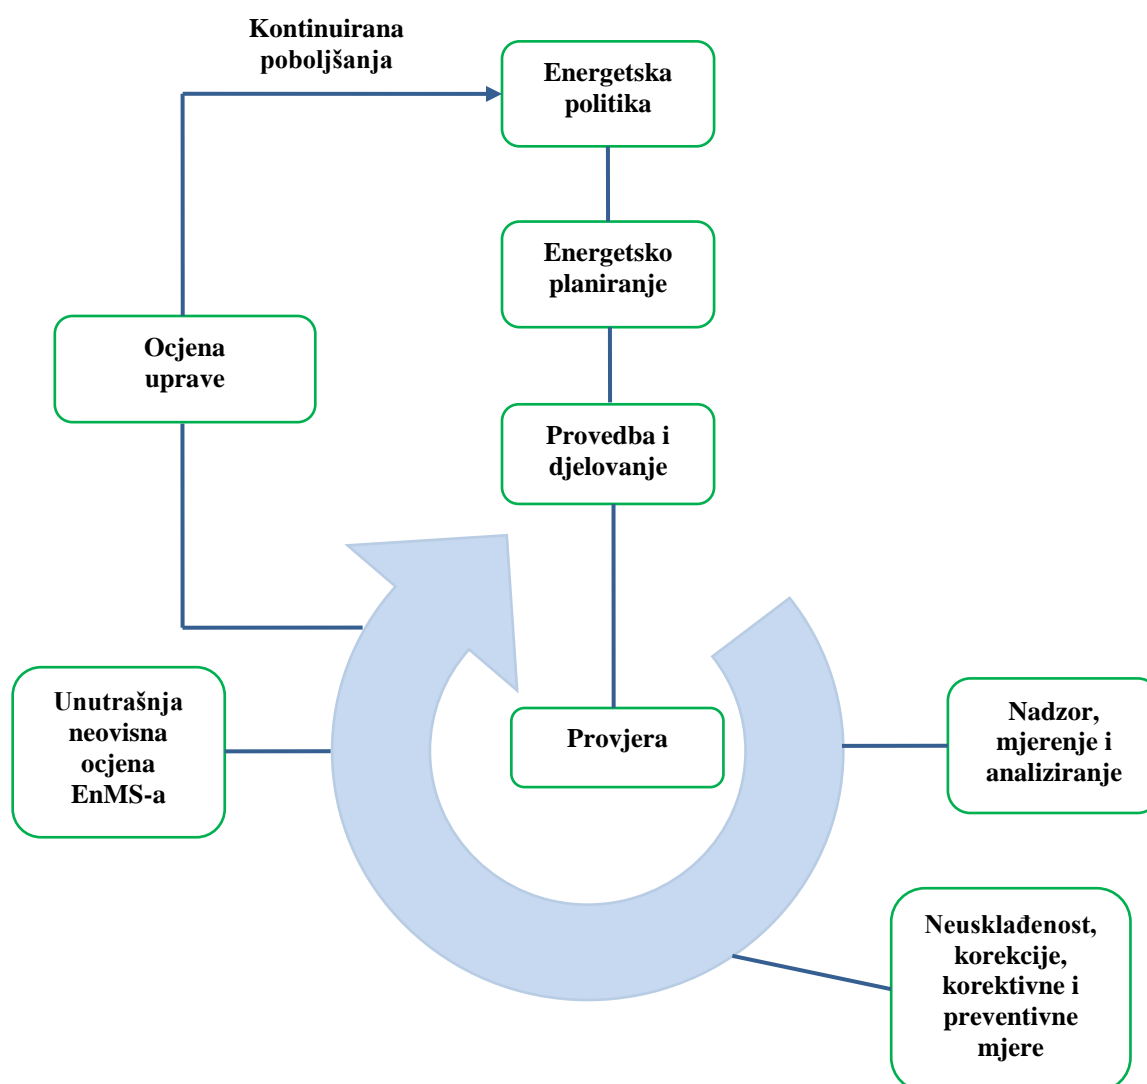 Kontinuirana
poboljšanja
Energetska
politika
Energetsko
planiranje
Ocjena
uprave
Provedba i
djelovanje
Unutrašnja
neovisna
ocjena
EnMS-a
Provjera
Nadzor,
mjerenje i
analiziranje
Neusklađenost,
korekcije,
korektivne i
preventivne
mjere